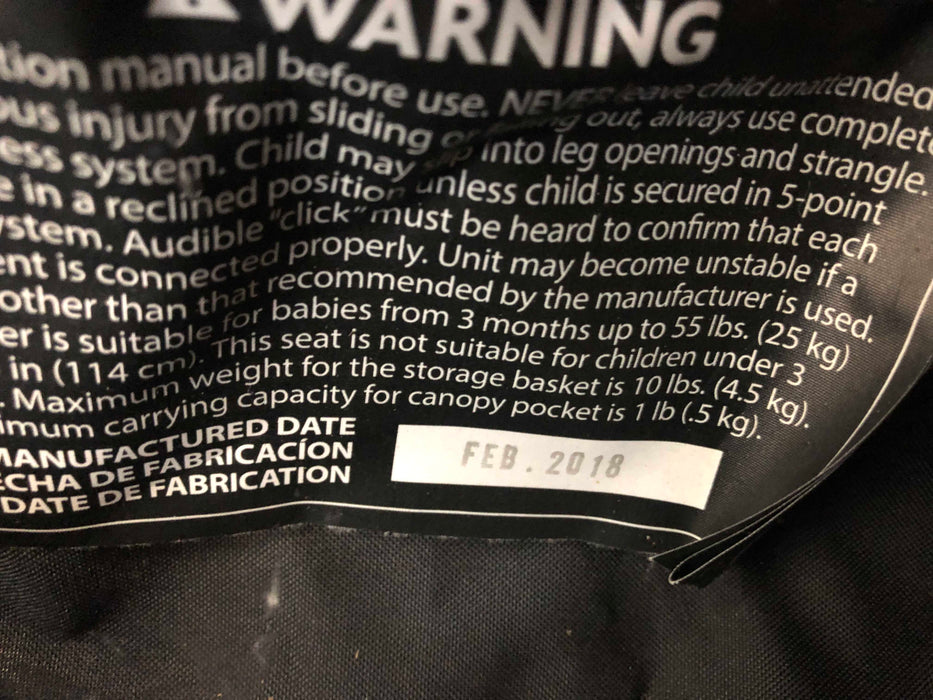 WARNING
tion manual before use. NEVER leave child unattended
ous injury from sliding or falling out, always use complete
ess system. Child may slip into leg openings and strangle.
e in a reclined position unless child is secured in 5-point
ystem. Audible "click" must be heard to confirm that each
ent is connected properly. Unit may become unstable if a
other than that recommended by the manufacturer is used.
er is suitable for babies from 3 months up to 55 lbs. (25 kg)
in (114 cm). This seat is not suitable for children under 3
. Maximum weight for the storage basket is 10 lbs. (4.5 kg).
imum carrying capacity for canopy pocket is 1 lb (.5 kg).
MANUFACTURED DATE
ECHA DE FABRICACÍON
DATE DE FABRICATION
FEB. 2018